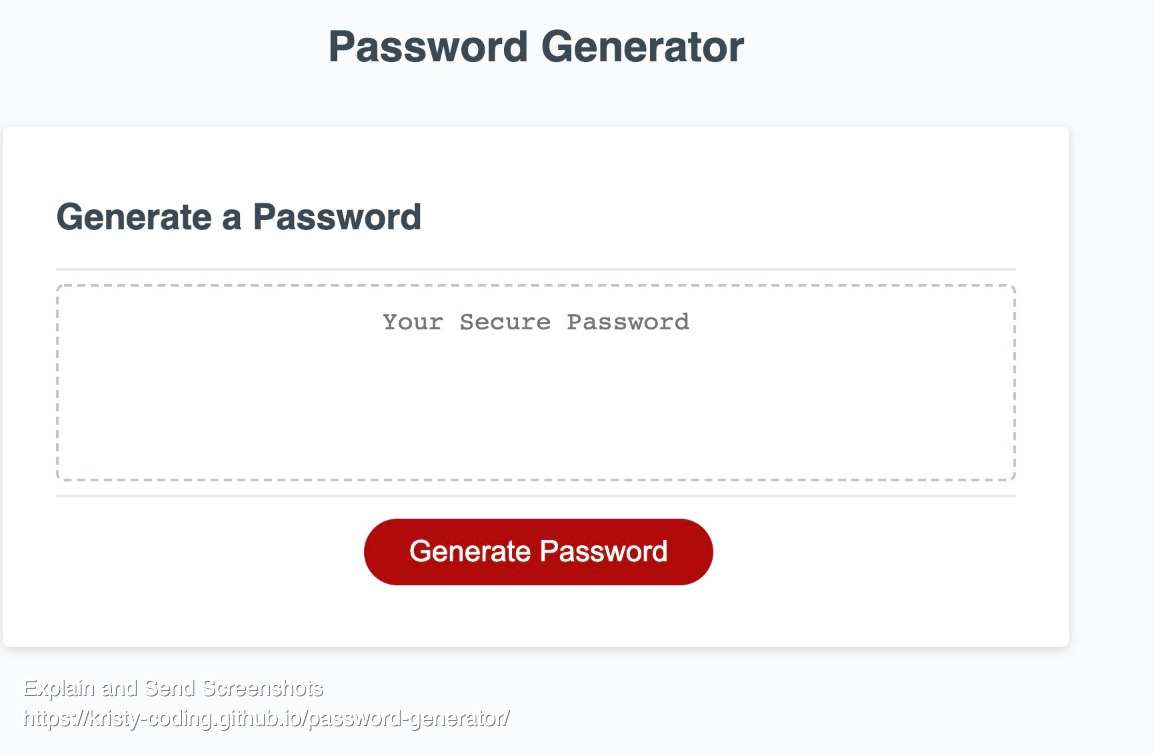 Password Generator
Generate a Password
Your Secure Password
Generate Password
Explain and Send Screenshots
https://kristy-coding.github.io/password-generator/